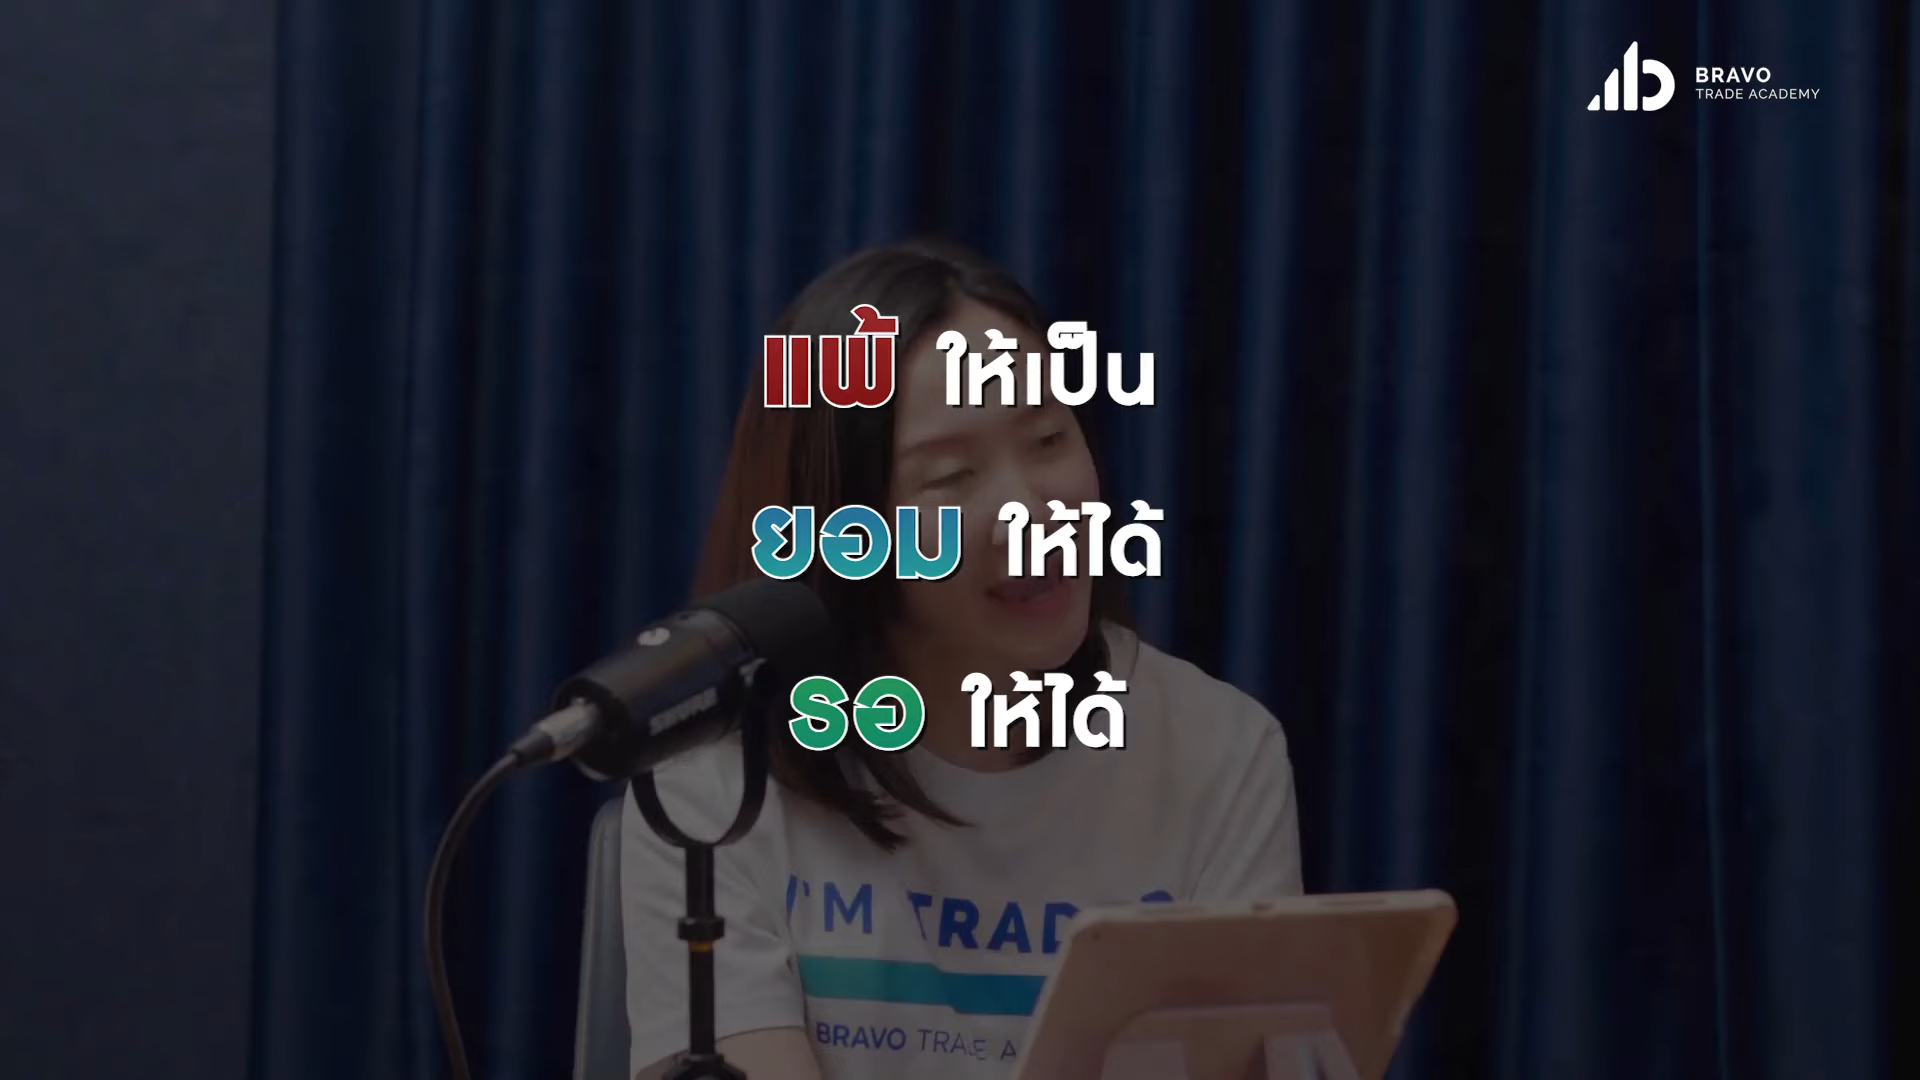 BRAVO
TRADE ACADEMY
แพ้ ให้เป็น
ยอม ให้ได้
รอ ให้ได้
I'M TRAD
BRAVO TRADE A